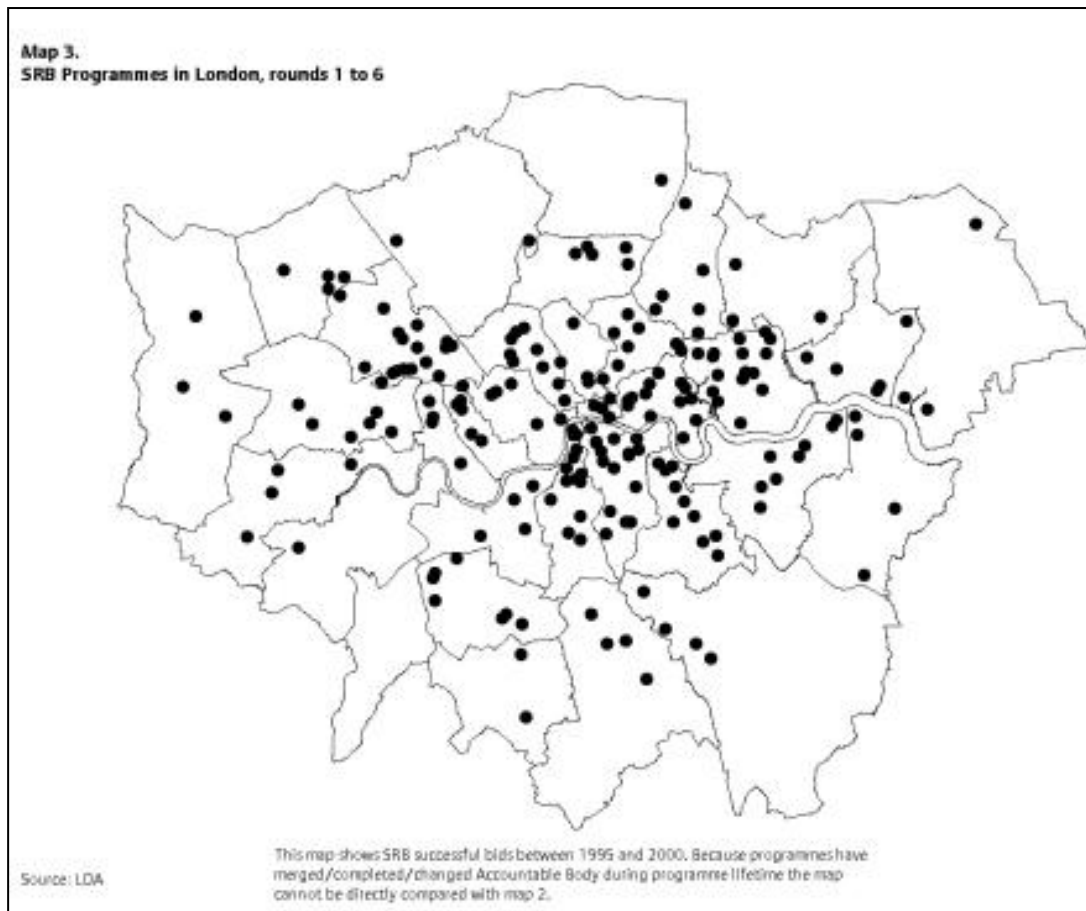 Map 3.
SRB Programmes in London, rounds 1 to 6
This map shows SRB successful bids between 1995 and 2000. Because programmes have
merged/completed/changed Accountable Body during programme lifetime the map
cannot be directly compared with map 2.
Source: LDA